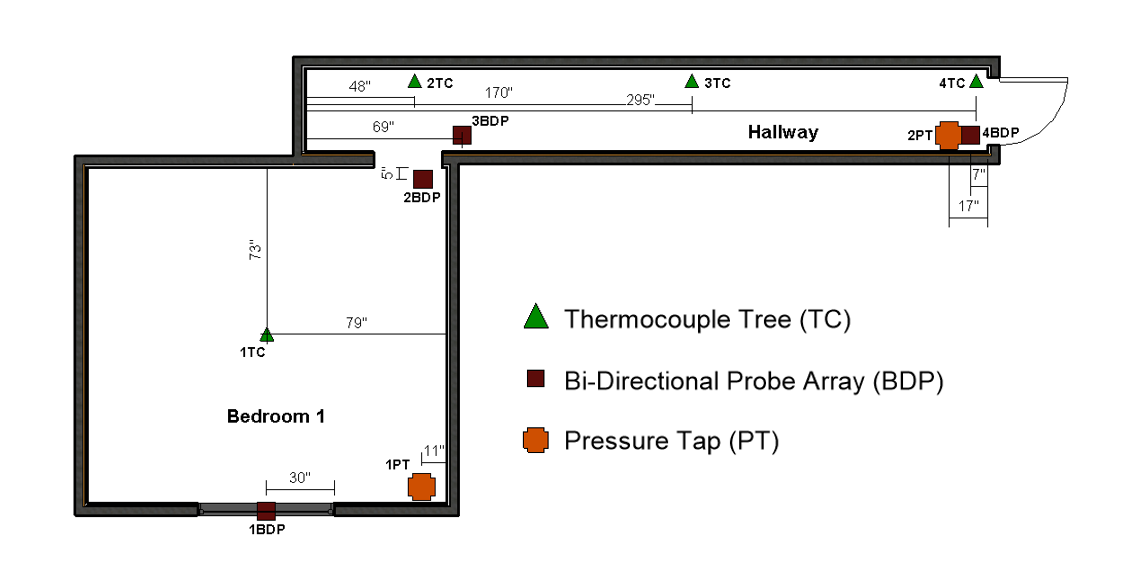 48"
2TC
3TC
4TC
170"
295"
3BDP
69"
Hallway
2PT
4BDP
5"
7"
2BDP
17"
73"
79"
1TC
Thermocouple Tree (TC)
Bi-Directional Probe Array (BDP)
Bedroom 1
Pressure Tap (PT)
11"
1PT
30"
1BDP